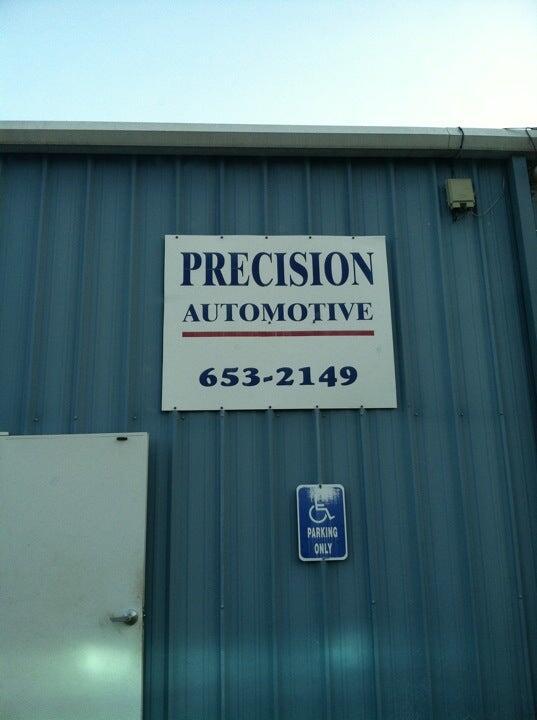 PRECISION
AUTOMOTIVE
653-2149
PARKING
ONLY